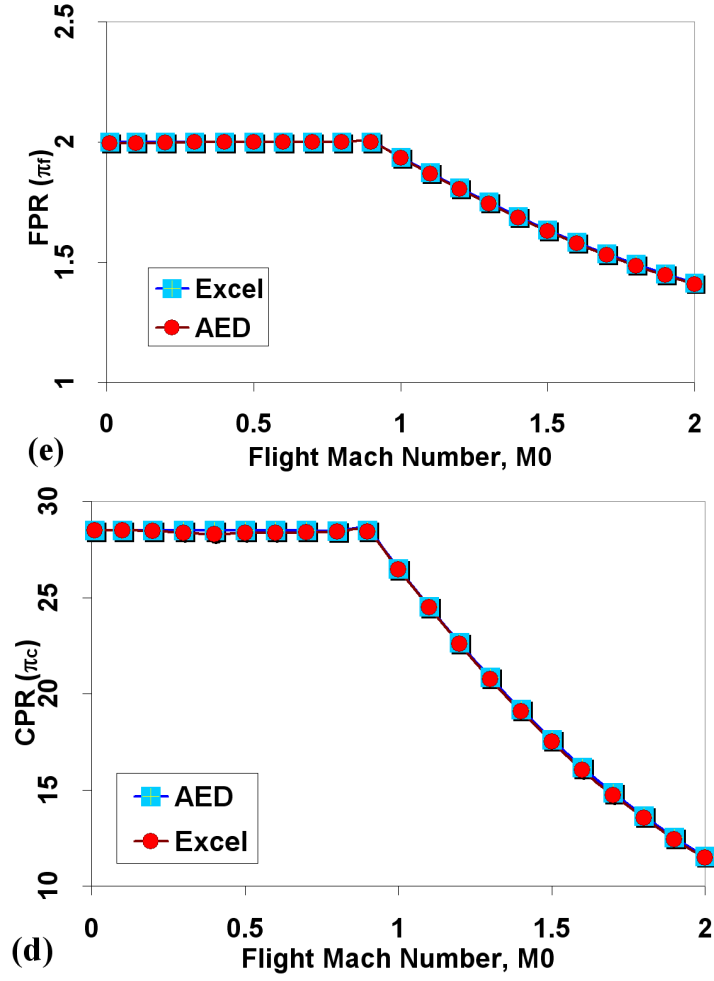 2.5
2
1.5
1
FPR (πf)
Excel
AED
0 0.5 1 1.5 2
(e) Flight Mach Number, M0
30
25
20
15
10
CPR (πc)
AED
Excel
0 0.5 1 1.5 2
(d) Flight Mach Number, M0